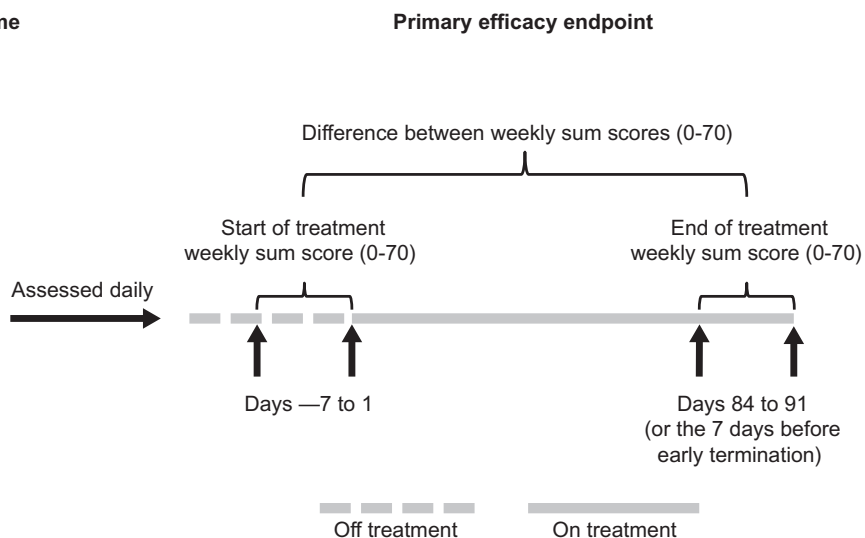 me
Primary efficacy endpoint
Difference between weekly sum scores (0-70)
Start of treatment
weekly sum score (0-70)
End of treatment
weekly sum score (0-70)
Assessed daily
Days —7 to 1
Days 84 to 91
(or the 7 days before
early termination)
Off treatment
On treatment